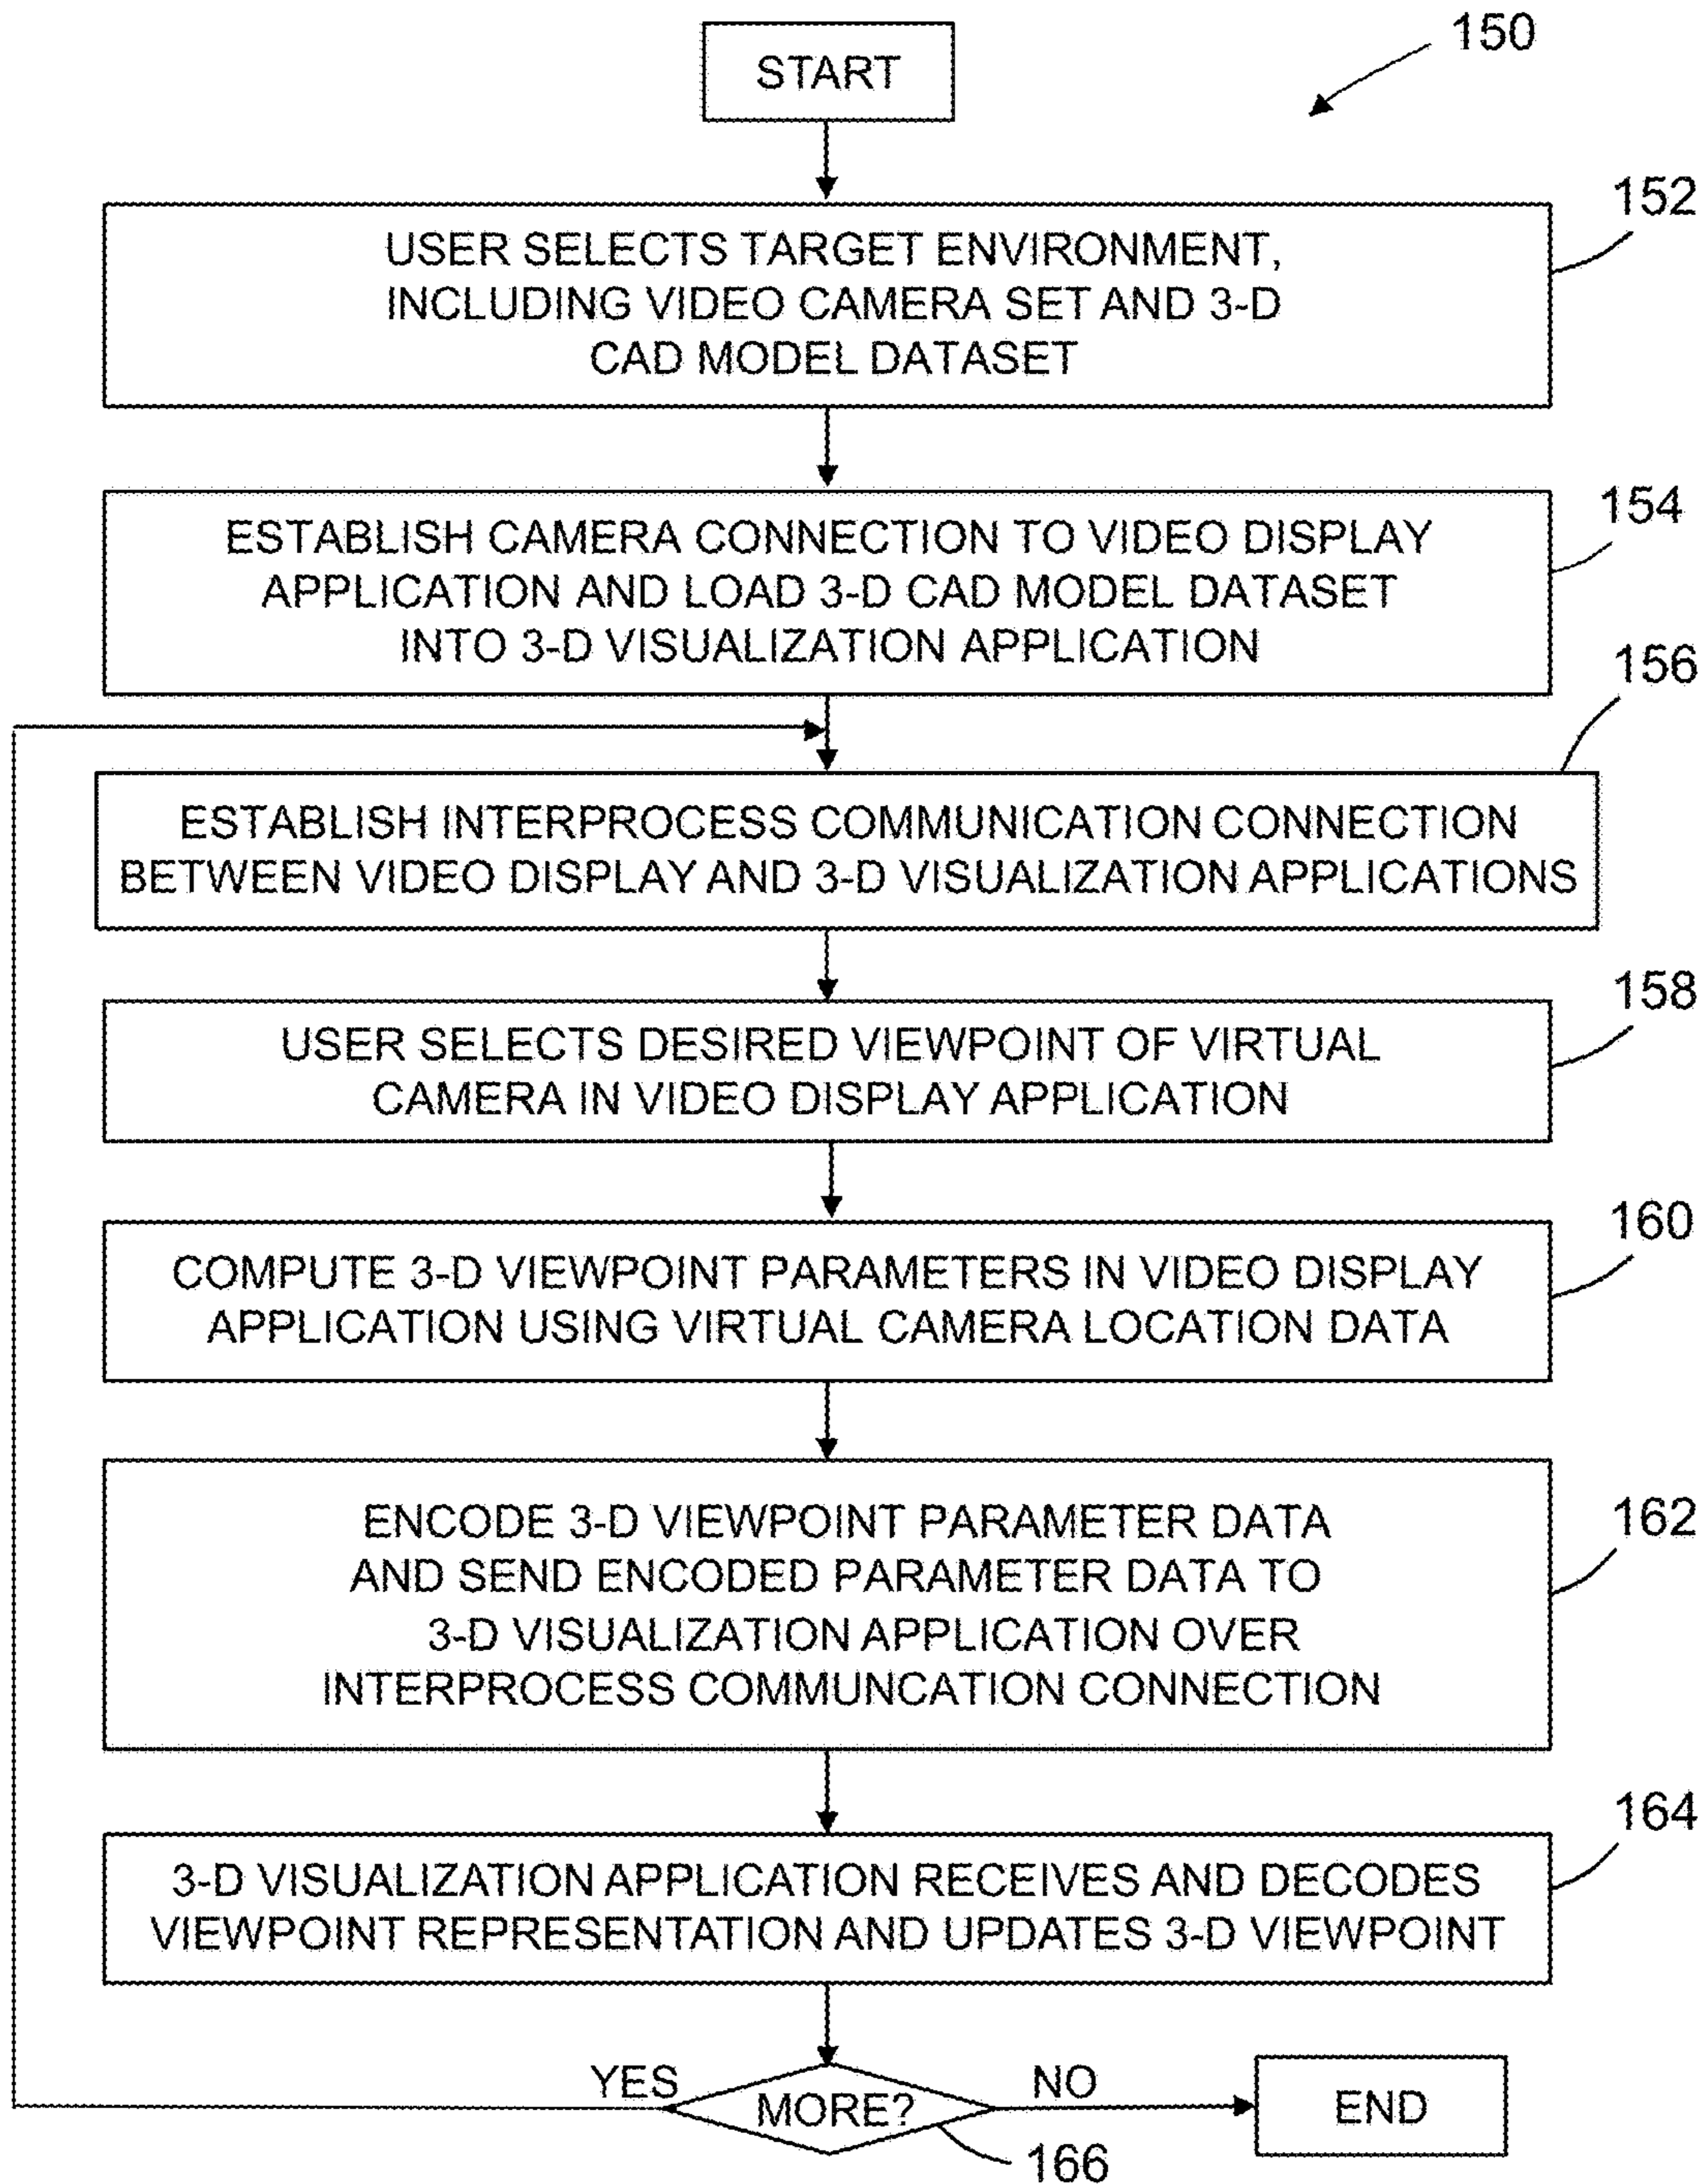 START
150
152
USER SELECTS TARGET ENVIRONMENT,
INCLUDING VIDEO CAMERA SET AND 3-D
CAD MODEL DATASET
154
ESTABLISH CAMERA CONNECTION TO VIDEO DISPLAY
APPLICATION AND LOAD 3-D CAD MODEL DATASET
INTO 3-D VISUALIZATION APPLICATION
156
ESTABLISH INTERPROCESS COMMUNICATION CONNECTION
BETWEEN VIDEO DISPLAY AND 3-D VISUALIZATION APPLICATIONS
158
USER SELECTS DESIRED VIEWPOINT OF VIRTUAL
CAMERA IN VIDEO DISPLAY APPLICATION
160
COMPUTE 3-D VIEWPOINT PARAMETERS IN VIDEO DISPLAY
APPLICATION USING VIRTUAL CAMERA LOCATION DATA
162
ENCODE 3-D VIEWPOINT PARAMETER DATA
AND SEND ENCODED PARAMETER DATA TO
3-D VISUALIZATION APPLICATION OVER
INTERPROCESS COMMUNCATION CONNECTION
164
3-D VISUALIZATION APPLICATION RECEIVES AND DECODES
VIEWPOINT REPRESENTATION AND UPDATES 3-D VIEWPOINT
YES
MORE?
NO
END
166